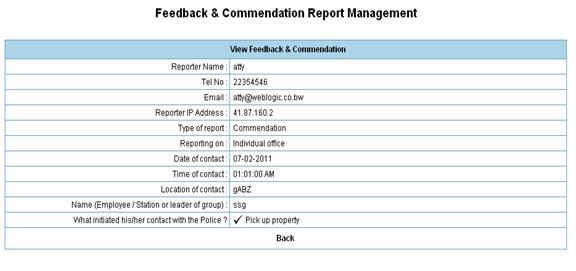 Feedback & Commendation Report Management
View Feedback & Commendation
Reporter Name : atty
Tel No : 22354546
Email : atty@weblogic.co.bw
Reporter IP Address : 41.87.160.2
Type of report : Commendation
Reporting on : Individual office
Date of contact : 07-02-2011
Time of contact : 01:01:00 AM
Location of contact : gABZ
Name (Employee / Station or leader of group) : ssg
What initiated his/her contact with the Police ? ✓ Pick up property
Back